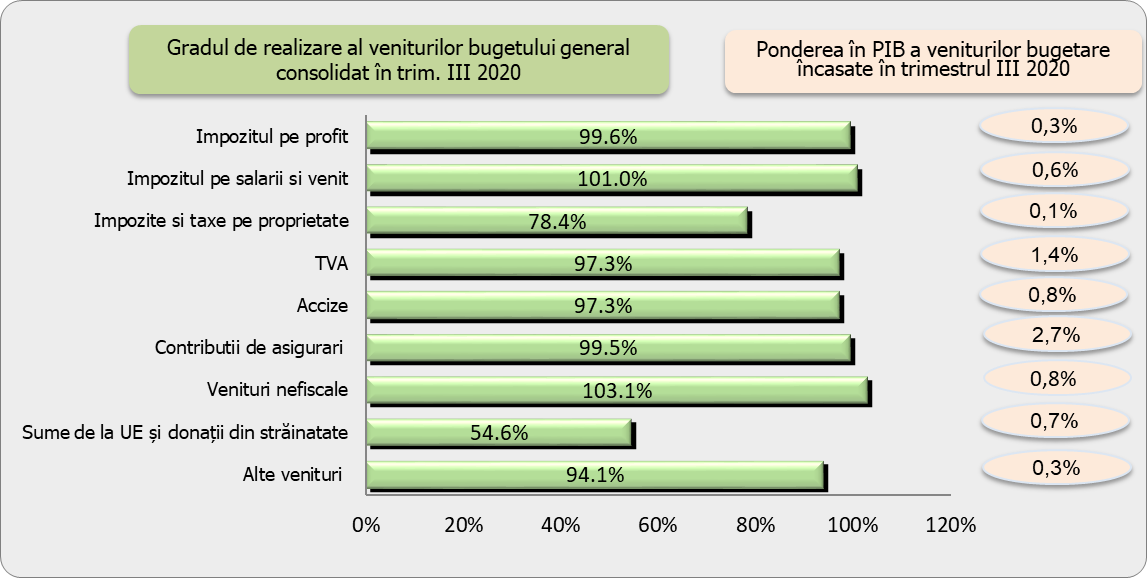 Gradul de realizare al veniturilor bugetului general
consolidat în trim. III 2020
Ponderea în PIB a veniturilor bugetare
încasate în trimestrul III 2020
Impozitul pe profit 99.6% 0,3%
Impozitul pe salarii si venit 101.0% 0,6%
Impozite si taxe pe proprietate 78.4% 0,1%
TVA 97.3% 1,4%
Accize 97.3% 0,8%
Contributii de asigurari 99.5% 2,7%
Venituri nefiscale 103.1% 0,8%
Sume de la UE și donații din străinatate 54.6% 0,7%
Alte venituri 94.1% 0,3%
0% 20% 40% 60% 80% 100% 120%